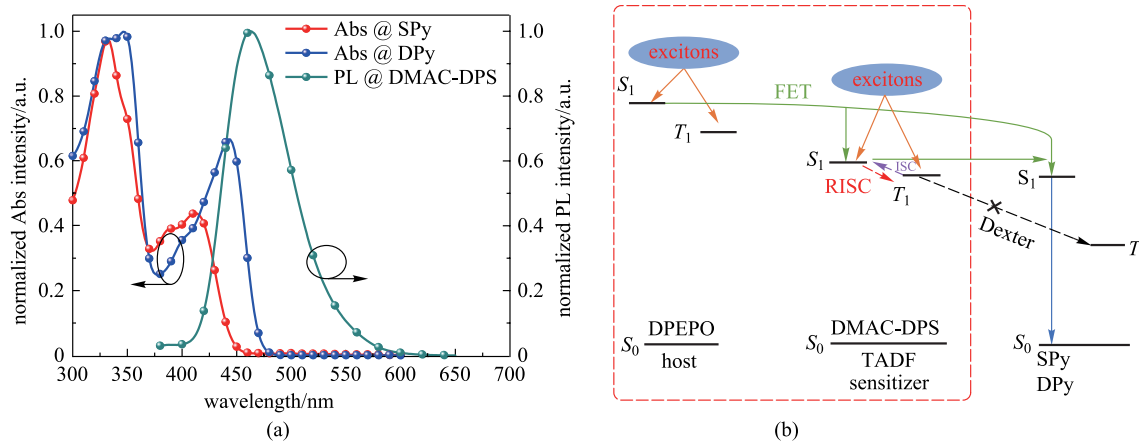 1.0
0.8
0.6
0.4
0.2
0
normalized Abs intensity/a.u.
Abs @ SPy
Abs @ DPy
PL @ DMAC-DPS
1.0
0.8
0.6
0.4
0.2
0
normalized PL intensity/a.u.
300 350 400 450 500 550 600 650 700
wavelength/nm
(a)
excitons
S1
T1
FET
excitons
S1
ISC
RISC
T1
S1
Dexter
T
S0
DPEPO
host
S0
DMAC-DPS
TADF
sensitizer
S0
SPy
DPy
(b)